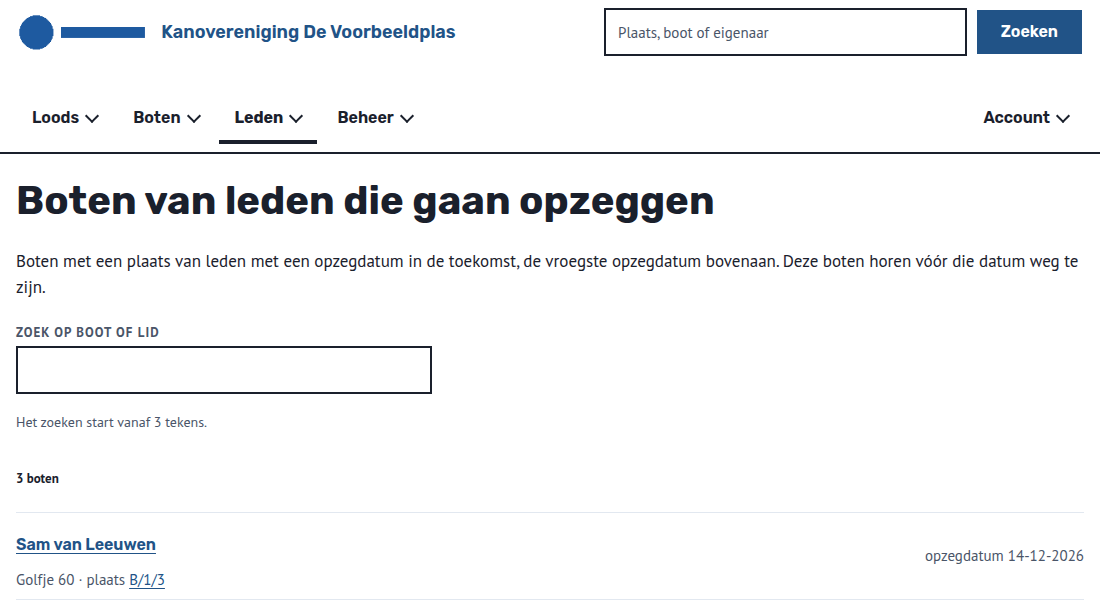 Kanovereniging De Voorbeeldplas
Plaats, boot of eigenaar
Zoeken
Loods
Boten
Leden
Beheer
Account
Boten van leden die gaan opzeggen
Boten met een plaats van leden met een opzegdatum in de toekomst, de vroegste opzegdatum bovenaan. Deze boten horen vóór die datum weg te
zijn.
ZOEK OP BOOT OF LID
Het zoeken start vanaf 3 tekens.
3 boten
Sam van Leeuwen
opzegdatum 14-12-2026
Golfje 60 · plaats B/1/3